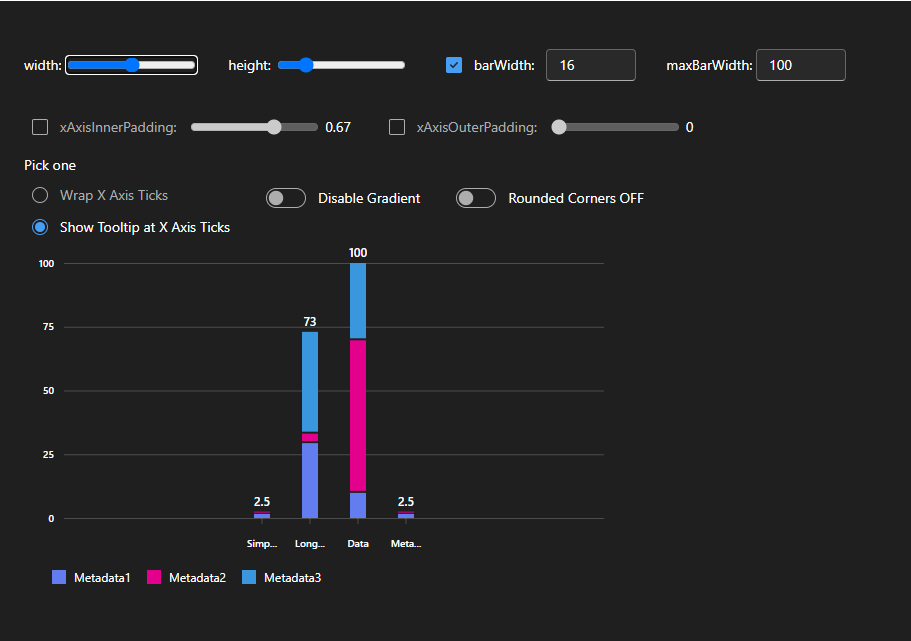 width: height: barWidth: 16 maxBarWidth: 100
xAxisInnerPadding: 0.67 xAxisOuterPadding: 0
Pick one
Wrap X Axis Ticks Disable Gradient Rounded Corners OFF
Show Tooltip at X Axis Ticks
100
100
73
75
50
25
2.5 2.5
0
Simp... Long... Data Meta...
Metadata1 Metadata2 Metadata3